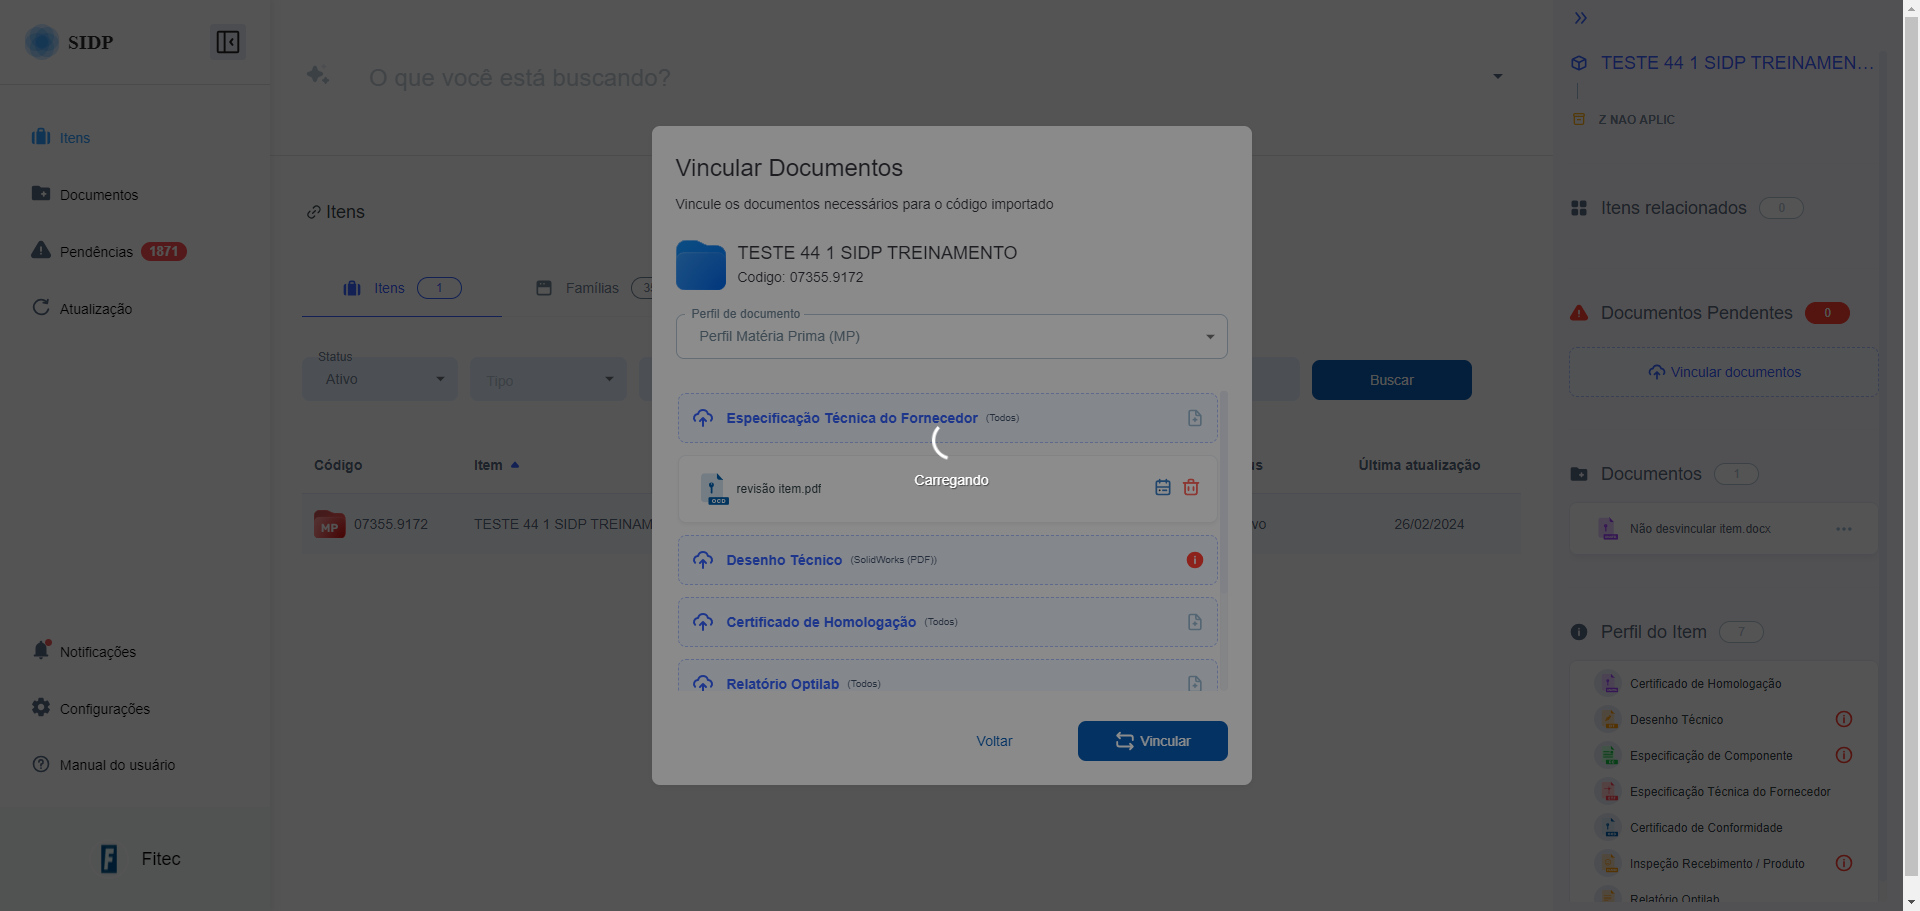 SIDP
Itens
Documentos
Pendências 1871
Atualização
Notificações
Configurações
Manual do usuário
Fitec
O que você está buscando?
Itens
Itens 1
Famílias
Status
Ativo
Tipo
Buscar
Código
Item
Última atualização
MP 07355.9172
TESTE 44 1 SIDP TREINAM
26/02/2024
Vincular Documentos
Vincule os documentos necessários para o código importado
TESTE 44 1 SIDP TREINAMENTO
Codigo: 07355.9172
Perfil de documento
Perfil Matéria Prima (MP)
Especificação Técnica do Fornecedor (Todos)
Carregando
revisão item.pdf
Desenho Técnico (SolidWorks (PDF))
Certificado de Homologação (Todos)
Relatório Optilab (Todos)
Voltar
Vincular
TESTE 44 1 SIDP TREINAMEN...
Z NAO APLIC
Itens relacionados 0
Documentos Pendentes 0
Vincular documentos
Documentos 1
Não desvincular item.docx
Perfil do Item 7
Certificado de Homologação
Desenho Técnico
Especificação de Componente
Especificação Técnica do Fornecedor
Certificado de Conformidade
Inspeção Recebimento / Produto
Relatório Optilab